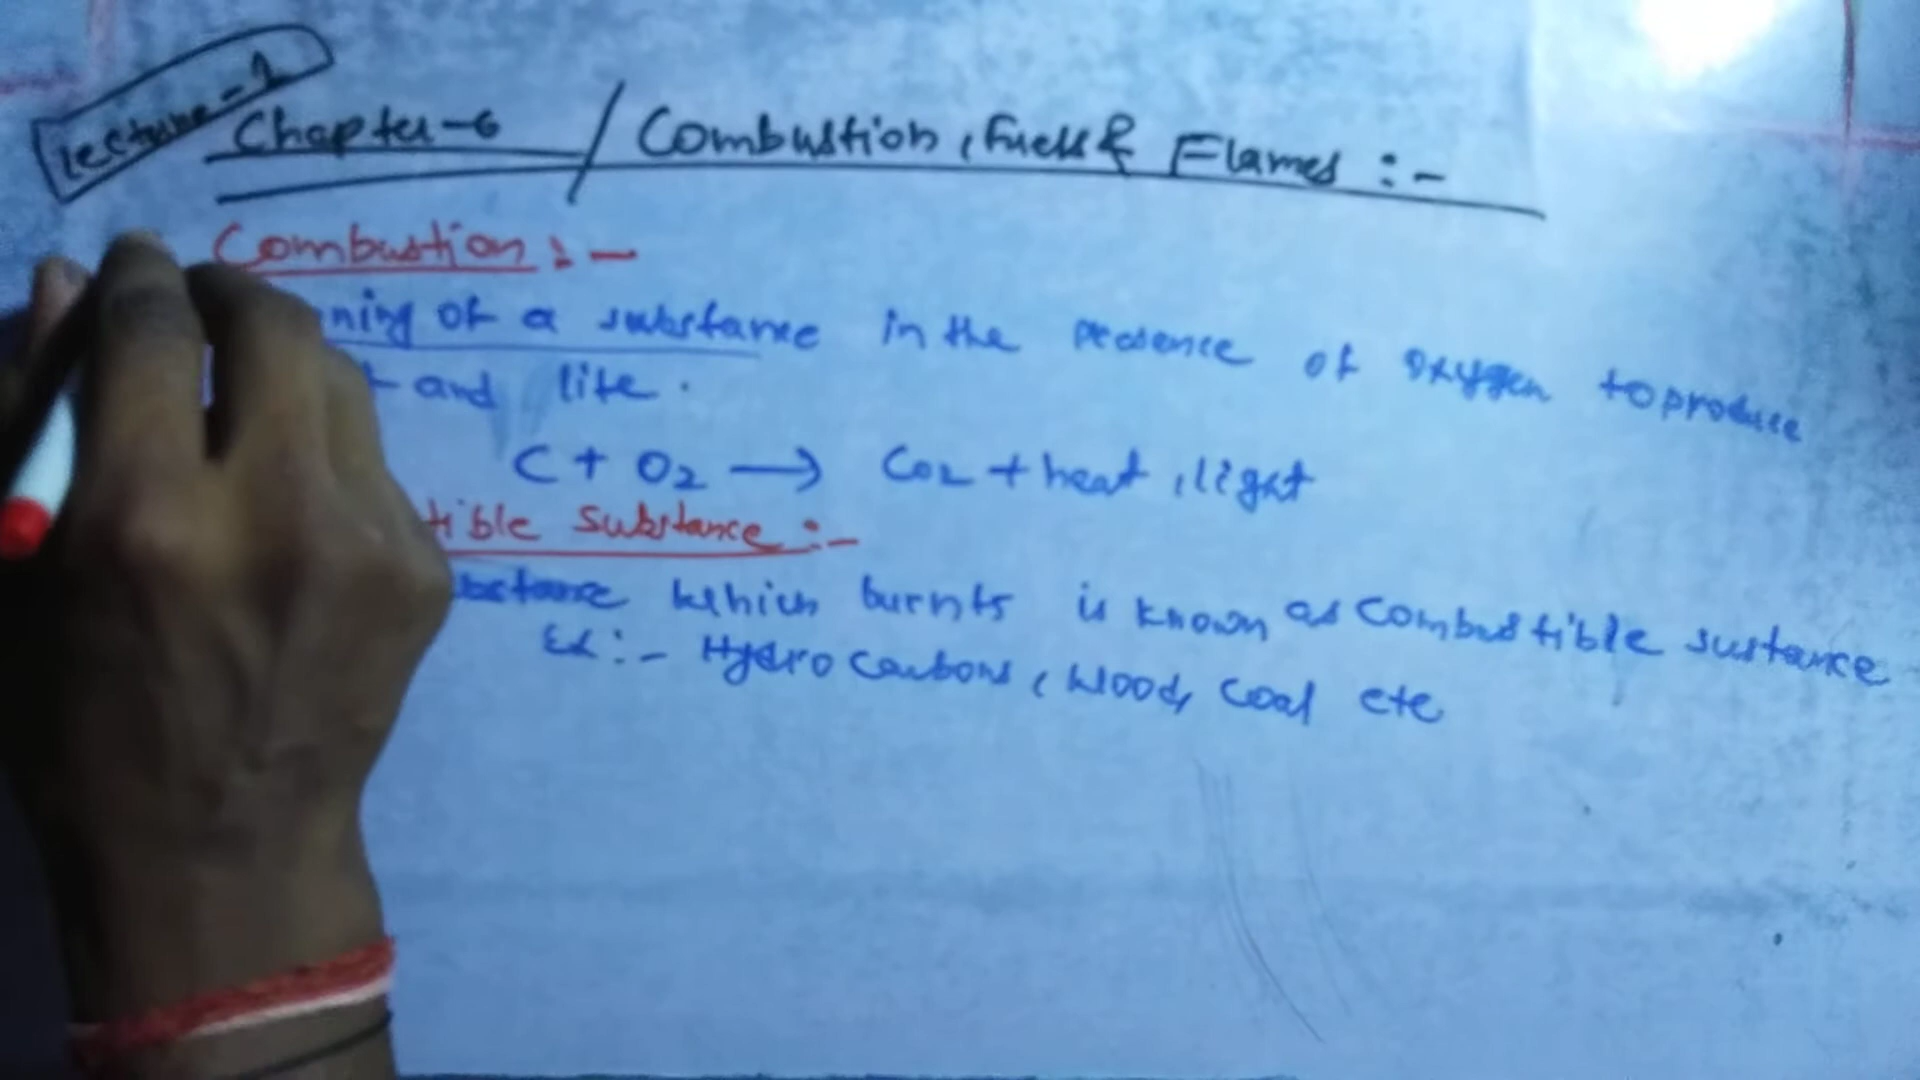 Lecture-1
Chapter-6 / Combustion, Fuels & Flames :-
Combustion :-
ning of a substance in the presence of oxygen to produce
t and lite.
C + O2 → CO2 + heat, light
tible Substance :-
bstance which burnts is known as Combustible sustance
Ex :- Hydro Carbons, Wood, Coal etc